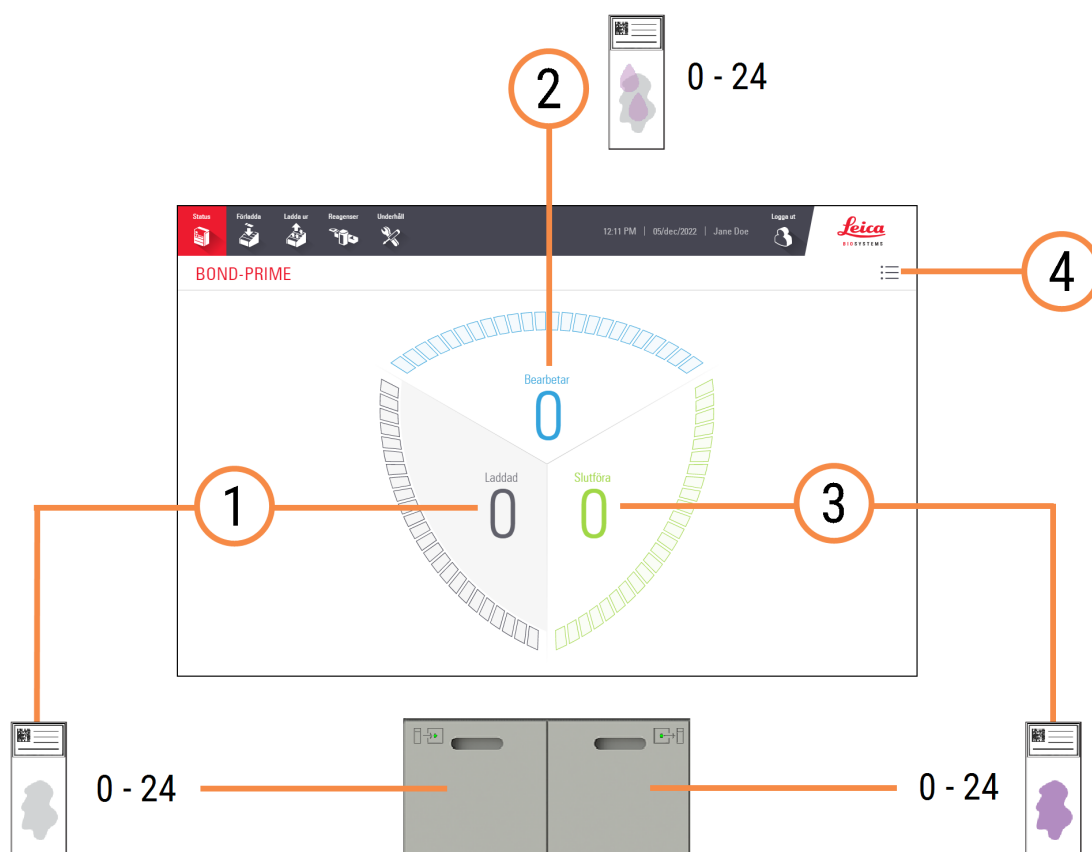 2
0 - 24
Status
Förladda
Ladda ur
Reagenser
Underhåll
12:11 PM | 05/dec/2022 | Jane Doe
Logga ut
Leica
BIOSYSTEMS
BOND-PRIME
4
Bearbetar
0
1
Laddad
0
Slutföra
0
3
0 - 24
0 - 24